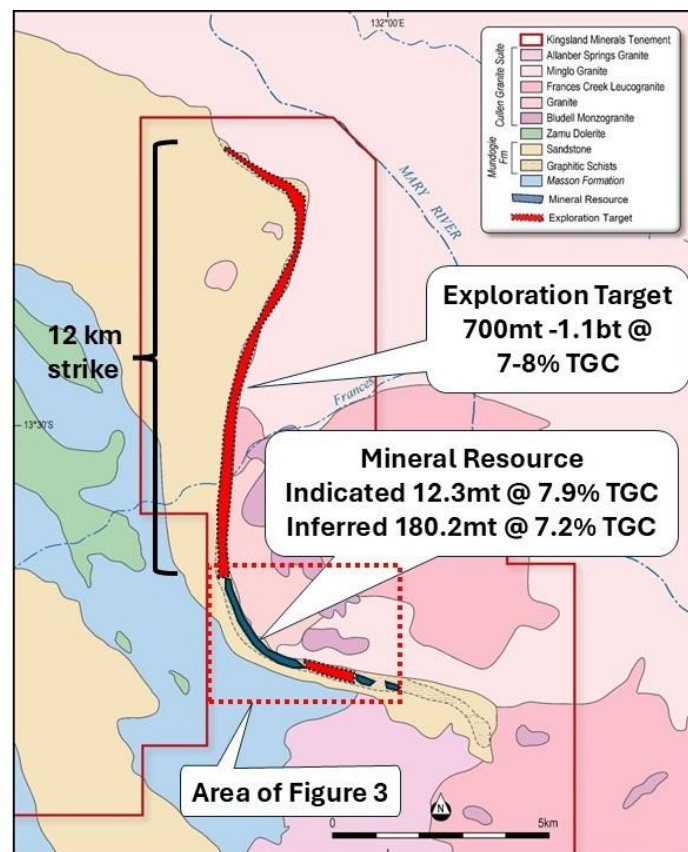 132°00'E
Kingsland Minerals Tenement
Cullen Granite Suite
Allanber Springs Granite
Minglo Granite
Frances Creek Leucogranite
Granite
Bludell Monzogranite
Zamu Dolerite
Mundogie Fm
Sandstone
Graphitic Schists
Masson Formation
Mineral Resource
Exploration Target
MARY RIVER
Exploration Target
700mt -1.1bt @
7-8% TGC
12 km
strike
Frances
13°30'S
Mineral Resource
Indicated 12.3mt @ 7.9% TGC
Inferred 180.2mt @ 7.2% TGC
Area of Figure 3
N
5km